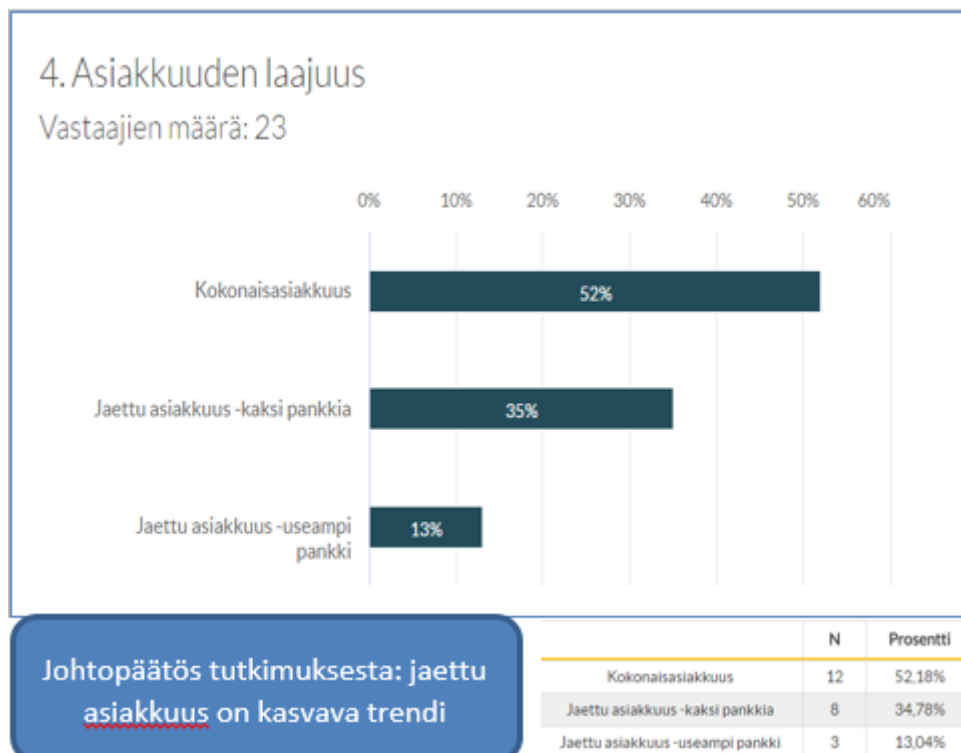 4. Asiakkuuden laajuus
Vastaajien määrä: 23
0% 10% 20% 30% 40% 50% 60%
Kokonaisasiakkuus 52%
Jaettu asiakkuus -kaksi pankkia 35%
Jaettu asiakkuus -useampi
pankki
13%
Johtopäätös tutkimuksesta: jaettu
asiakkuus on kasvava trendi
N Prosentti
Kokonaisasiakkuus 12 52,18%
Jaettu asiakkuus -kaksi pankkia 8 34,78%
Jaettu asiakkuus -useampi pankki 3 13,04%